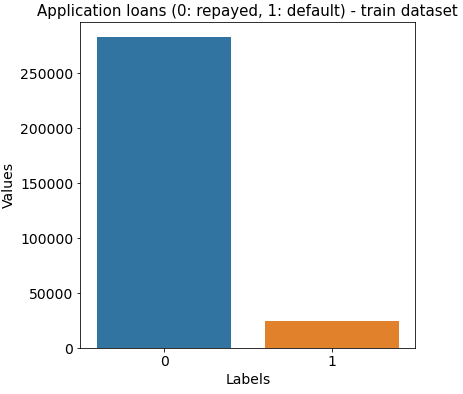 Application loans (0: repayed, 1: default) - train dataset
250000
200000
150000
100000
50000
0
Values
0 1
Labels